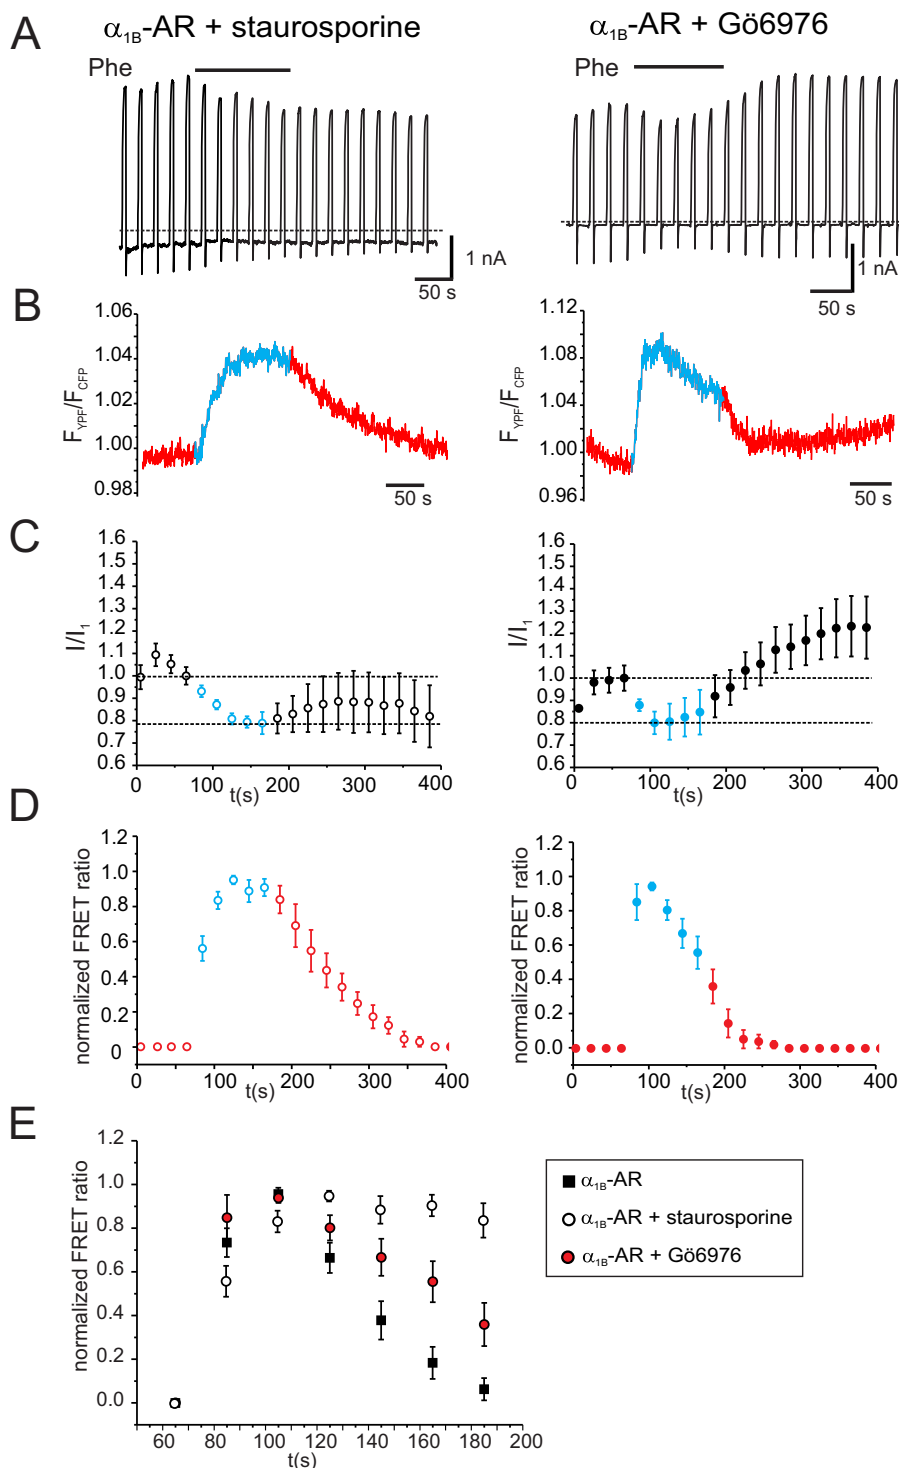 A
α1B-AR + staurosporine
α1B-AR + Gö6976
Phe
Phe
1 nA
50 s
1 nA
50 s
B
FYPF/FCFP
1.06
1.04
1.02
1.00
0.98
50 s
FYPF/FCFP
1.12
1.08
1.04
1.00
0.96
50 s
C
I/I1
1.6
1.5
1.4
1.3
1.2
1.1
1.0
0.9
0.8
0.7
0.6
0 100 200 300 400
t(s)
I/I1
1.6
1.5
1.4
1.3
1.2
1.1
1.0
0.9
0.8
0.7
0.6
0 100 200 300 400
t(s)
D
normalized FRET ratio
1.2
1.0
0.8
0.6
0.4
0.2
0
0 100 200 300 400
t(s)
normalized FRET ratio
1.2
1.0
0.8
0.6
0.4
0.2
0.0
0 100 200 300 400
t(s)
E
normalized FRET ratio
1.2
1.0
0.8
0.6
0.4
0.2
0.0
60 80 100 120 140 160 180 200
t(s)
α1B-AR
α1B-AR + staurosporine
α1B-AR + Gö6976